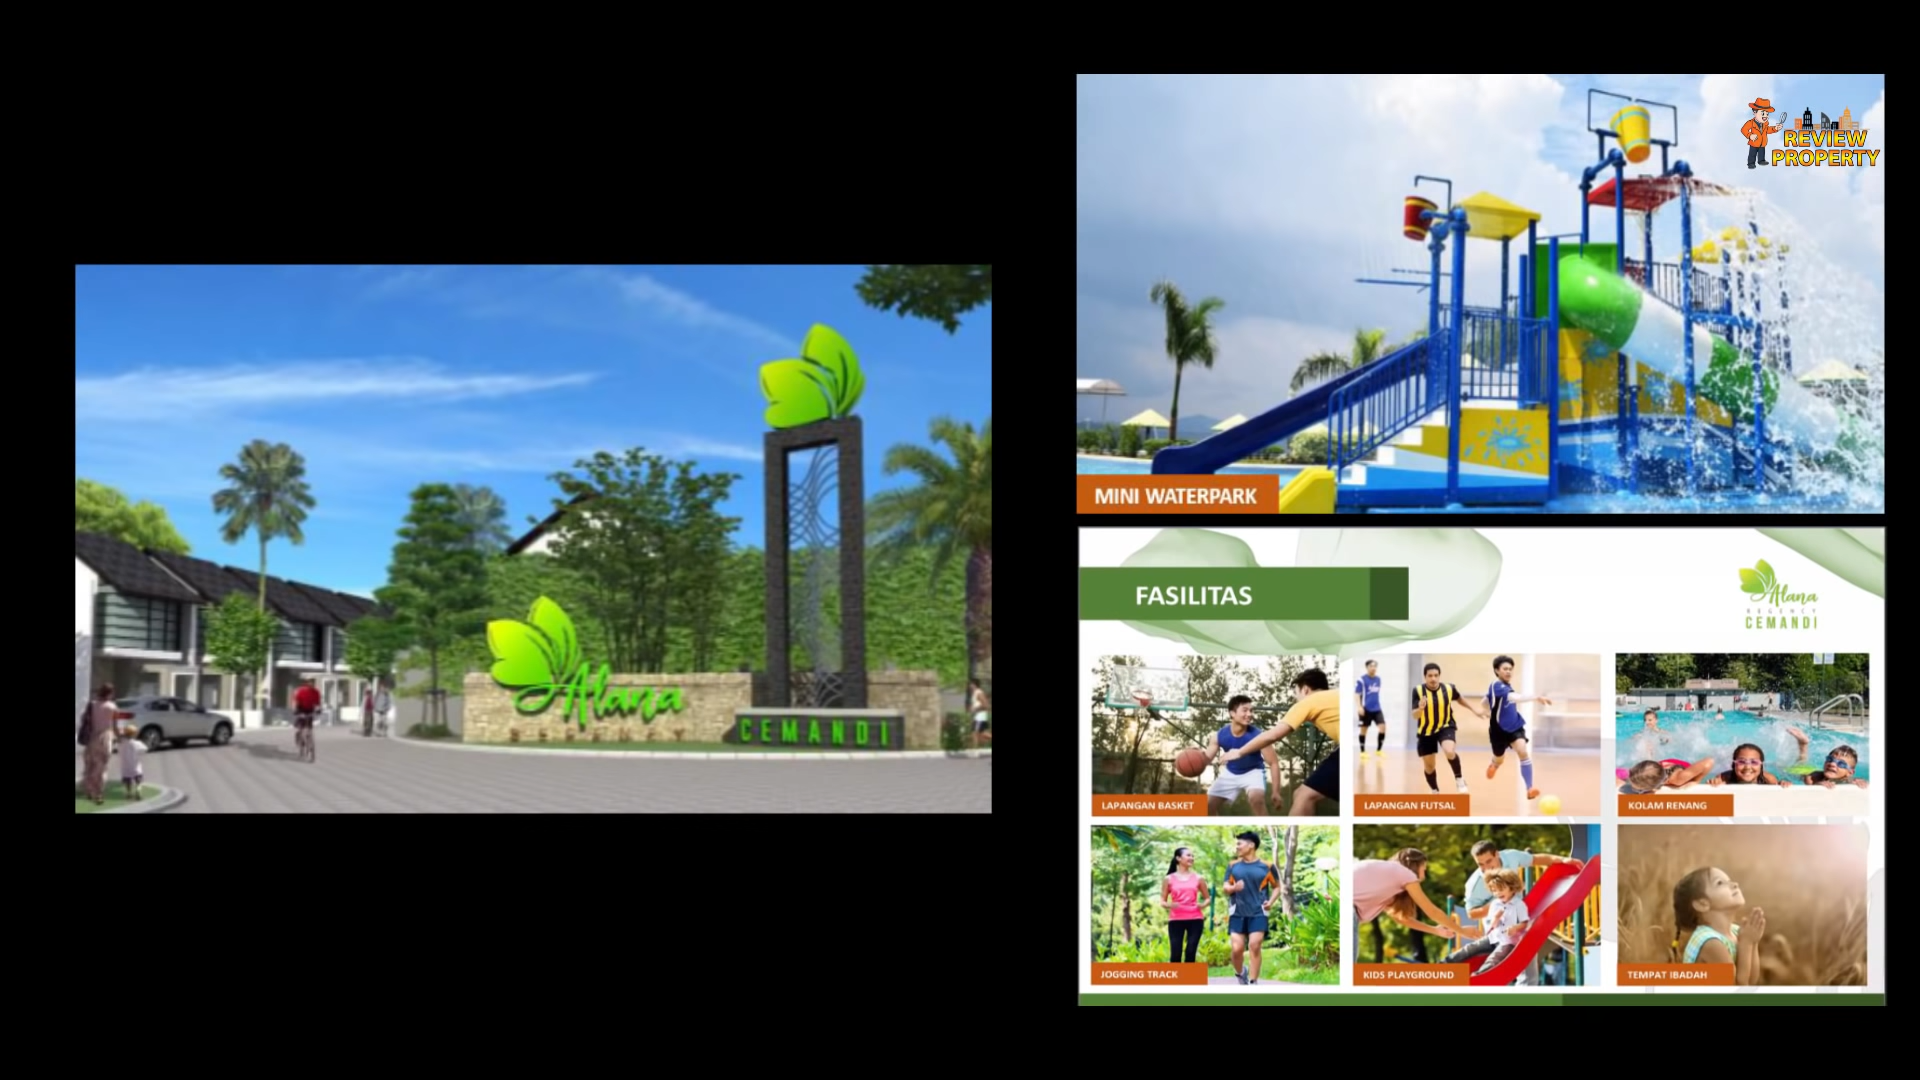 Alana
REGENCY
CEMANDI
REVIEW
PROPERTY
MINI WATERPARK
FASILITAS
Alana
REGENCY
CEMANDI
LAPANGAN BASKET
LAPANGAN FUTSAL
KOLAM RENANG
JOGGING TRACK
KIDS PLAYGROUND
TEMPAT IBADAH